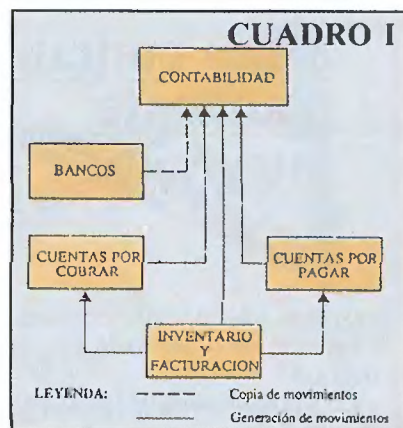 CUADRO I
CONTABILIDAD
BANCOS
CUENTAS POR
COBRAR
CUENTAS POR
PAGAR
INVENTARIO
Y
FACTURACION
LEYENDA:
Copia de movimientos
Generación de movimientos